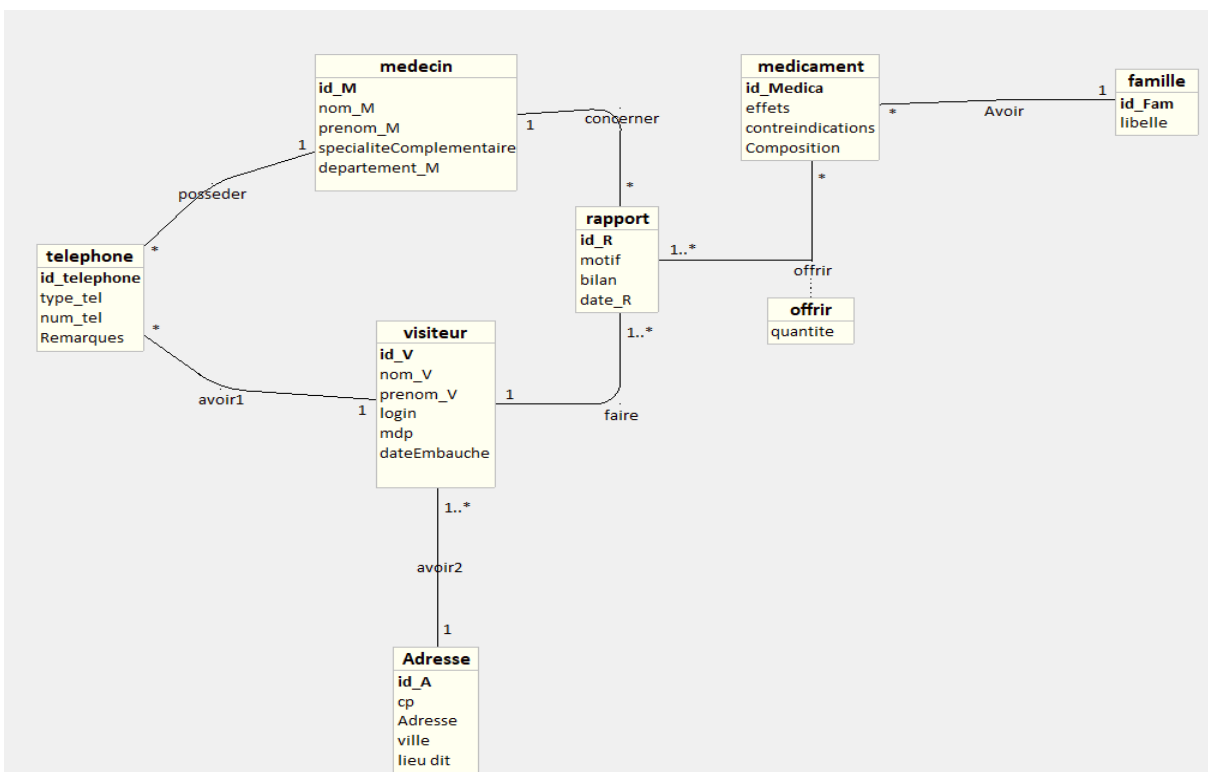 medecin
id_M
nom_M
prenom_M
specialiteComplementaire
departement_M
1
1
posseder
*
concerner
*
medicament
id_Medica
effets
contreindications
Composition
*
Avoir
1
famille
id_Fam
libelle
*
telephone
id_telephone
type_tel
num_tel
Remarques
*
avoir1
1
rapport
id_R
motif
bilan
date_R
1..*
offrir
offrir
quantite
1..*
visiteur
id_V
nom_V
prenom_V
login
mdp
dateEmbauche
1
faire
1..*
avoir2
1
Adresse
id_A
cp
Adresse
ville
lieu dit